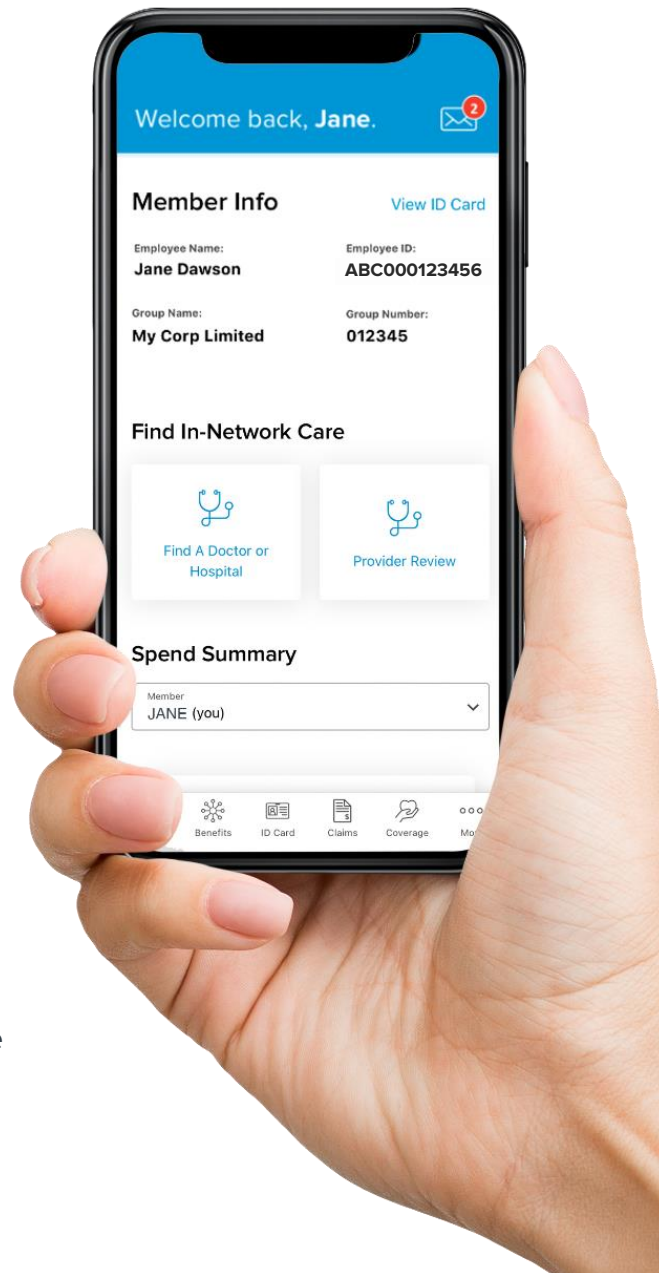 Welcome back, Jane.
2
Member Info
View ID Card
Employee Name:
Employee ID:
Jane Dawson
ABC000123456
Group Name:
Group Number:
My Corp Limited
012345
Find In-Network Care
Find A Doctor or
Hospital
Provider Review
Spend Summary
Member
JANE (you)
$
Benefits
ID Card
Claims
Coverage
e